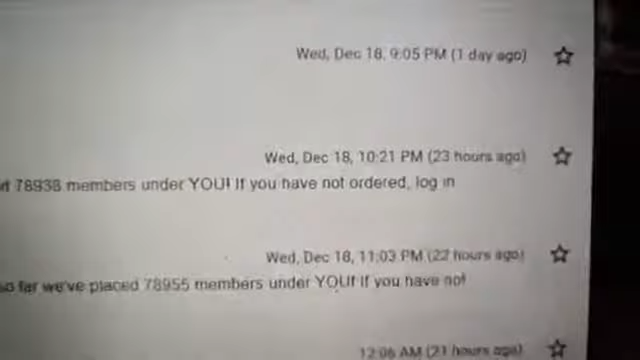 Wed, Dec 18, 9:05 PM (1 day ago)
Wed, Dec 18, 10:21 PM (23 hours ago)
78938 members under YOU! If you have not ordered, log in
Wed, Dec 18, 11:03 PM (22 hours ago)
so far we've placed 78955 members under YOU! If you have not
12:06 AM (21 hours ago)